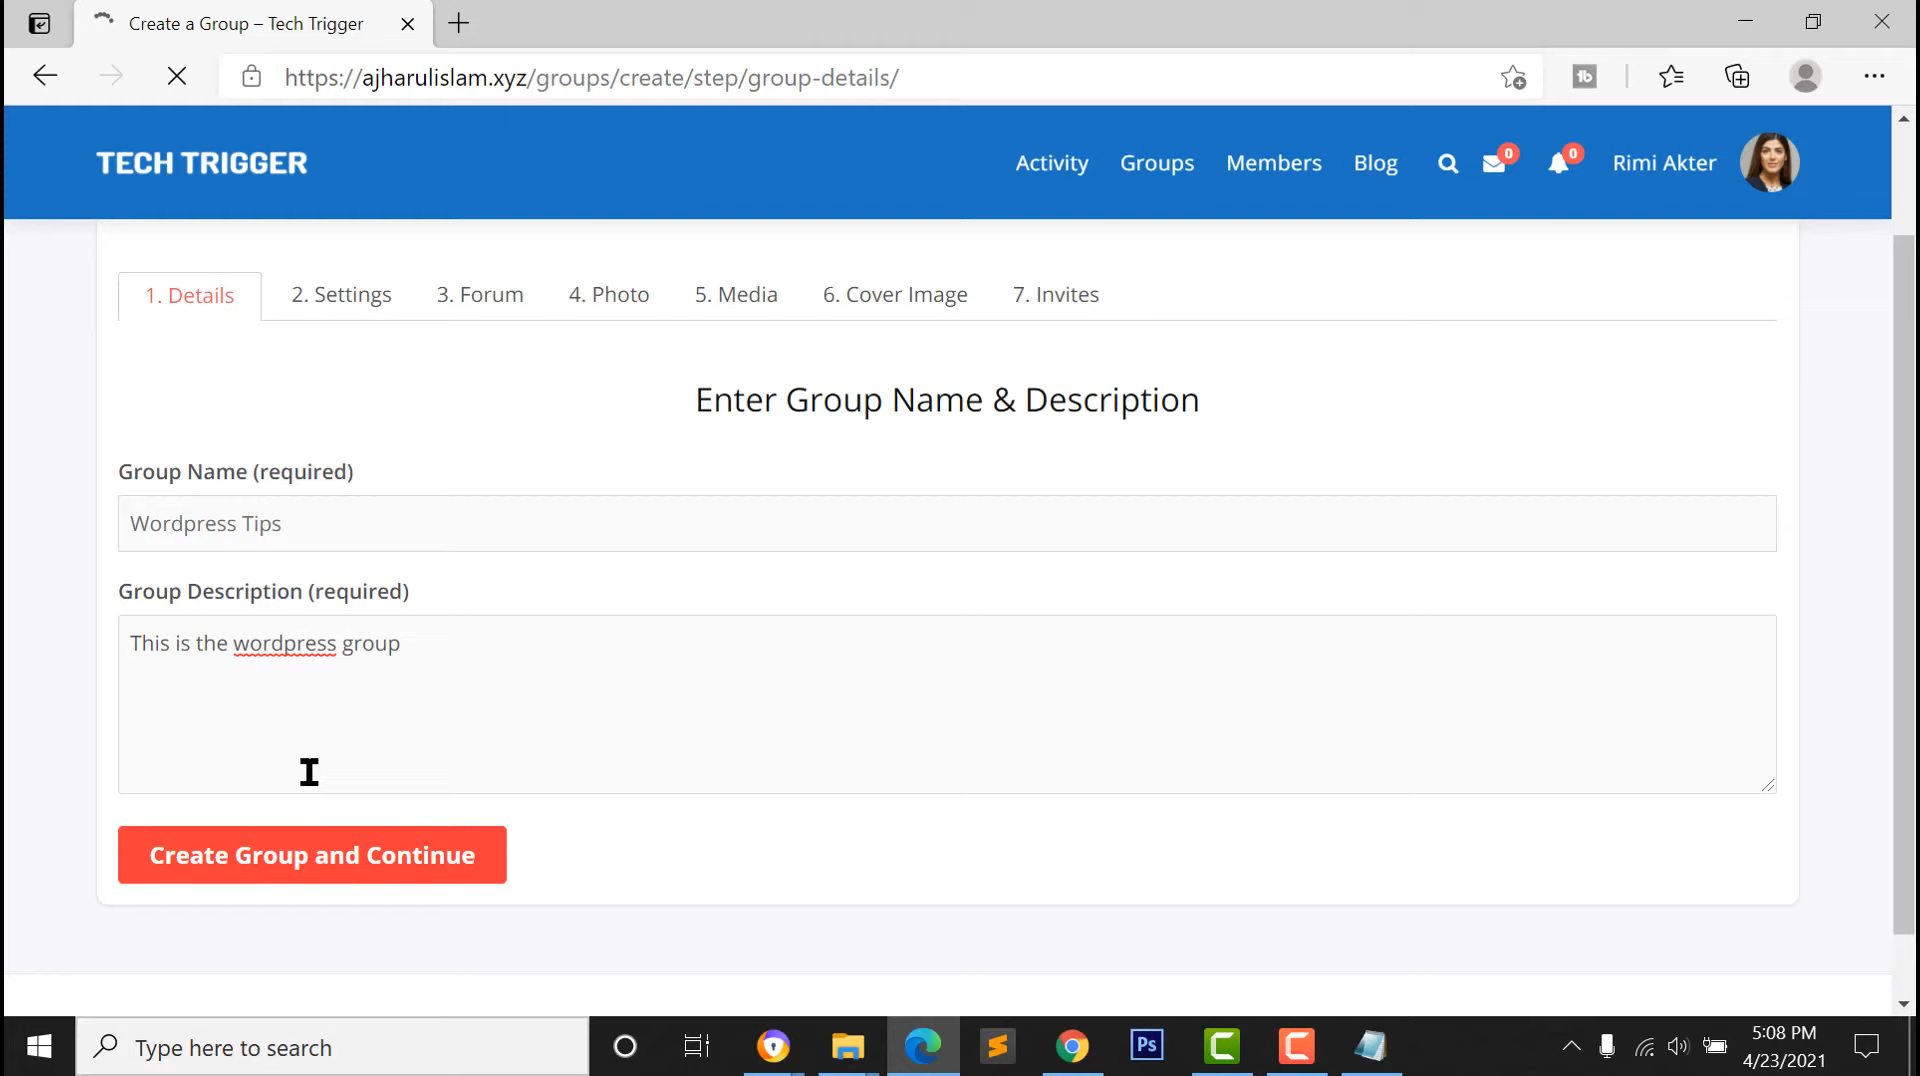 Create a Group – Tech Trigger
https://ajharulislam.xyz/groups/create/step/group-details/
TECH TRIGGER
Activity Groups Members Blog 0 0 Rimi Akter
1. Details 2. Settings 3. Forum 4. Photo 5. Media 6. Cover Image 7. Invites
Enter Group Name & Description
Group Name (required)
Wordpress Tips
Group Description (required)
This is the wordpress group
Create Group and Continue
Type here to search
Ps
5:08 PM
4/23/2021